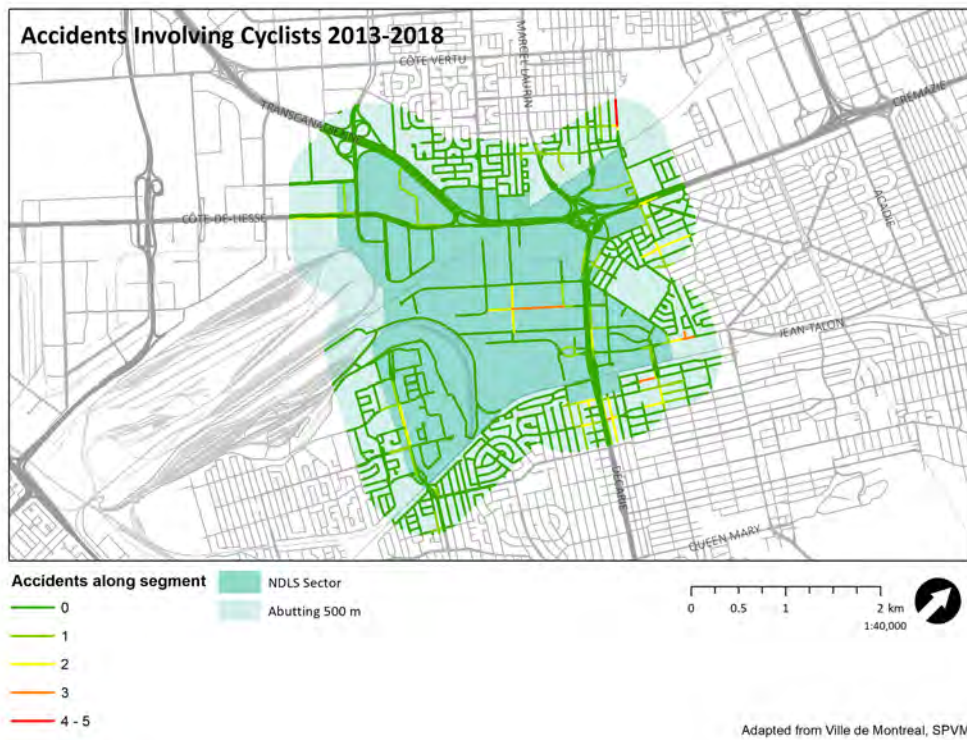 Accidents Involving Cyclists 2013-2018
CÔTE VERTU
MARCEL LAURIN
TRANSCANADIENNE
CRÉMAZIE
ACADIE
CÔTE-DE-LIESSE
JEAN-TALON
DÉCARIE
QUEEN MARY
Accidents along segment
0
1
2
3
4 - 5
NDLS Sector
Abutting 500 m
0 0.5 1 2 km
1:40,000
Adapted from Ville de Montreal, SPVM